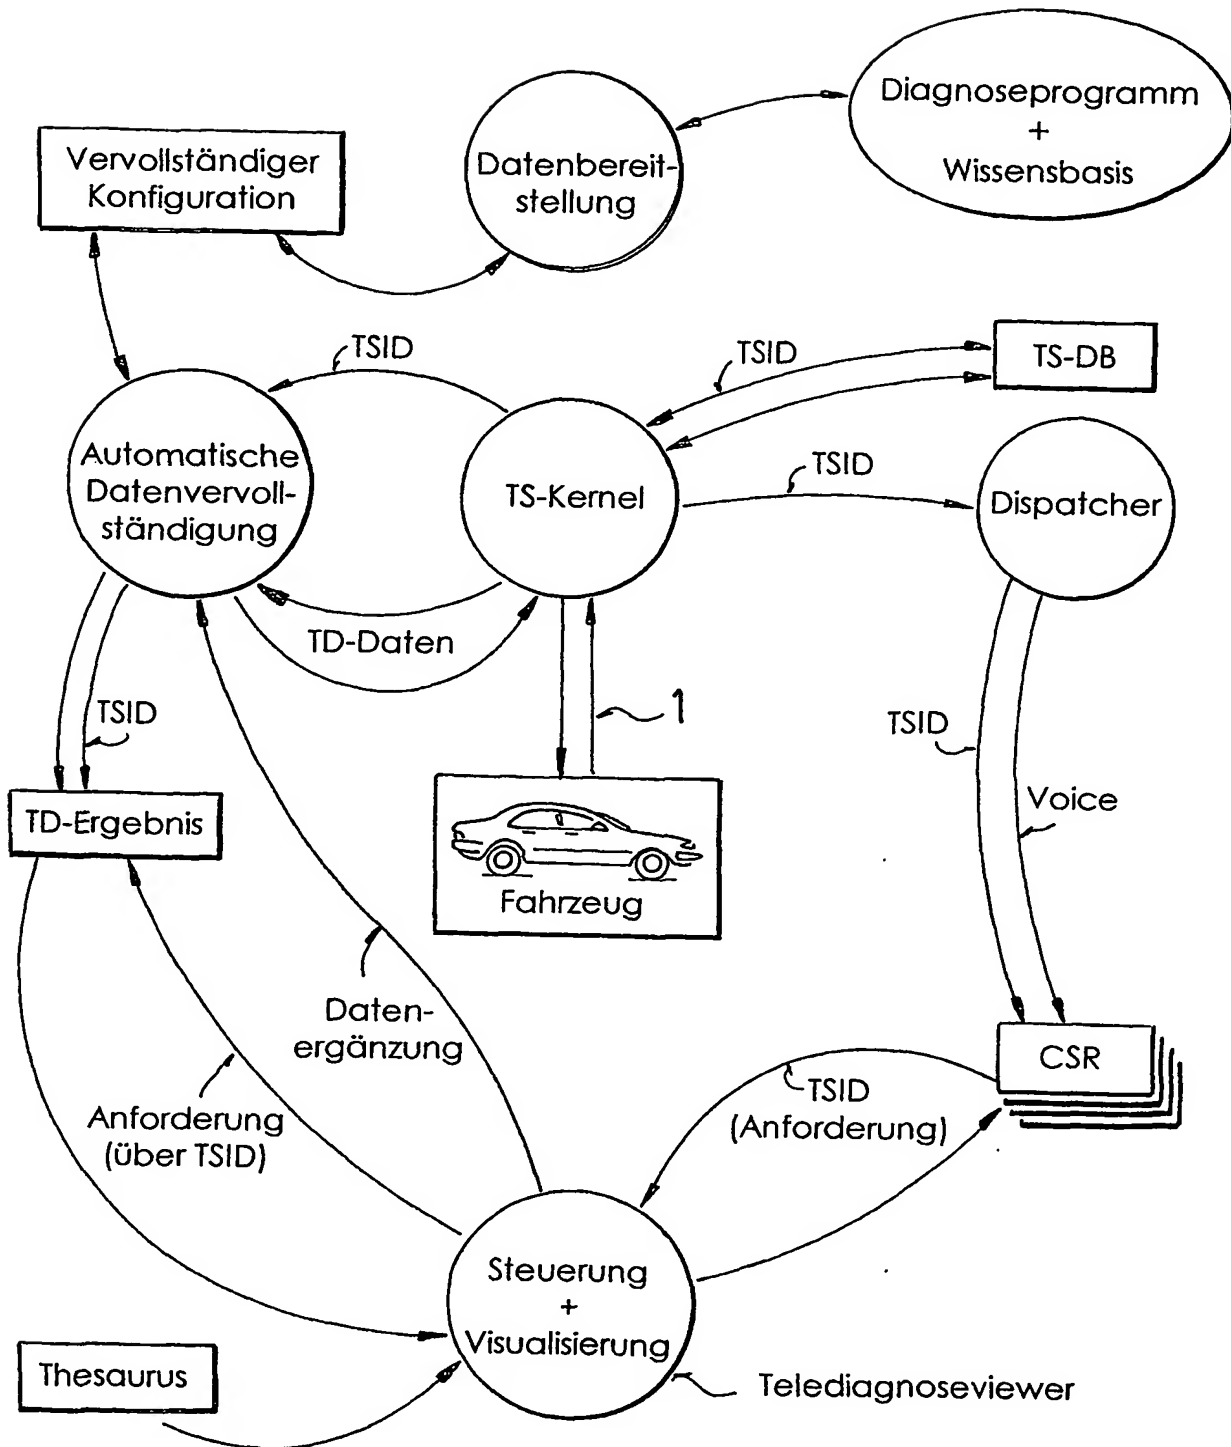 Diagnoseprogramm
+
Wissensbasis
Vervollständiger
Konfiguration
Datenbereit-
stellung
TSID
TSID
TS-DB
Automatische
Datenvervoll-
ständigung
TS-Kernel
TSID
Dispatcher
TD-Daten
TSID
1
TSID
Voice
TD-Ergebnis
Fahrzeug
Daten-
ergänzung
CSR
Anforderung
(über TSID)
TSID
(Anforderung)
Steuerung
+
Visualisierung
Thesaurus
Telediagnoseviewer